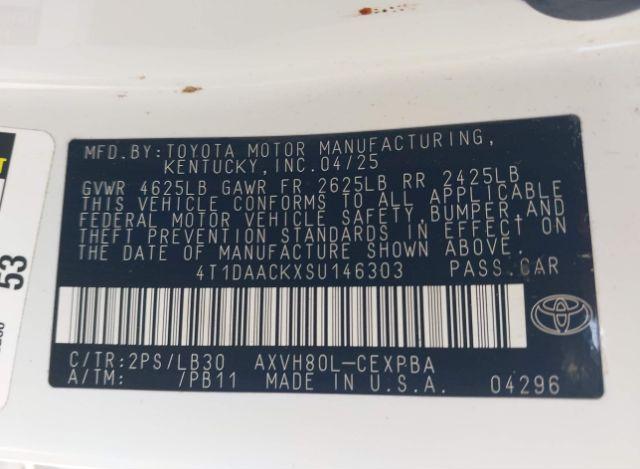 MFD.BY:TOYOTA MOTOR MANUFACTURING,
KENTUCKY, INC.04/25
GVWR 4625LB GAWR FR 2625LB RR 2425LB
THIS VEHICLE CONFORMS TO ALL APPLICABLE
FEDERAL MOTOR VEHICLE SAFETY,BUMPER,AND
THEFT PREVENTION STANDARDS IN EFFECT ON
THE DATE OF MANUFACTURE SHOWN ABOVE.
4T1DAACKXSU146303 PASS.CAR
C/TR:2PS/LB30 AXVH80L-CEXPBA
A/TM: /PB11 MADE IN U.S.A. 04296
TOYOTA
53